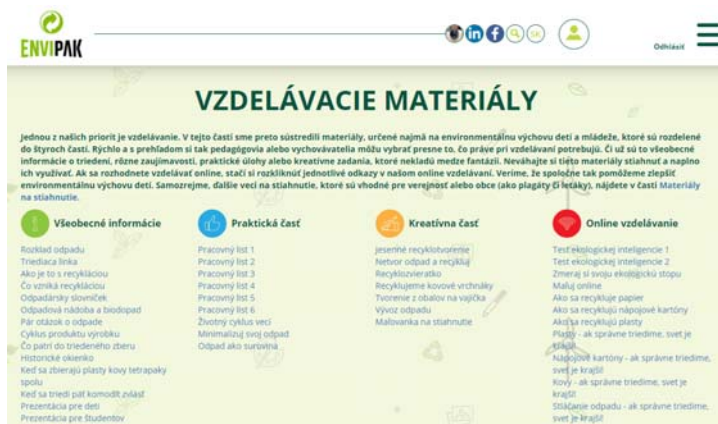 ENVIPAK
SK
Odhlásiť
VZDELÁVACIE MATERIÁLY
Jednou z našich priorít je vzdelávanie. V tejto časti sme preto sústredili materiály, určené najmä na environmentálnu výchovu detí a mládeže, ktoré sú rozdelené
do štyroch častí. Rýchlo a s prehľadom si tak pedagógovia alebo vychovávatelia môžu vybrať presne to, čo práve pri vzdelávaní potrebujú. Či už sú to všeobecné
informácie o triedení, rôzne zaujímavosti, praktické úlohy alebo kreatívne zadania, ktoré nekladú medze fantázii. Neváhajte si tieto materiály stiahnuť a naplno
ich využívať. Ak sa rozhodnete vzdelávať online, stačí si rozkliknúť jednotlivé odkazy v našom online vzdelávaní. Veríme, že spoločne tak pomôžeme zlepšiť
environmentálnu výchovu detí. Samozrejme, ďalšie veci na stiahnutie, ktoré sú vhodné pre verejnosť alebo obce (ako plagáty či letáky), nájdete v časti Materiály
na stiahnutie.
Všeobecné informácie
Rozklad odpadu
Triediaca linka
Ako je to s recykláciou
Čo vzniká recykláciou
Odpadársky slovníček
Odpadová nádoba a biodopad
Pár otázok o odpade
Cyklus produktu výrobku
Čo patrí do triedeného zberu
Historické okienko
Keď sa zbierajú plasty kovy tetrapaky
spolu
Keď sa triedi päť komodít zvlášť
Prezentácia pre deti
Prezentácia pre študentov
Praktická časť
Pracovný list 1
Pracovný list 2
Pracovný list 3
Pracovný list 4
Pracovný list 5
Pracovný list 6
Životný cyklus vecí
Minimalizuj svoj odpad
Odpad ako surovina
Kreatívna časť
Jesenné recyklotvorenie
Netvor odpad a recykluj
Recyklozvieratko
Recyklujeme kovové vrchnáky
Tvorenie z obalov na vajíčka
Vývoz odpadu
Maľovanka na stiahnutie
Online vzdelávanie
Test ekologickej inteligencie 1
Test ekologickej inteligencie 2
Zmeraj si svoju ekologickú stopu
Maľuj online
Ako sa recykluje papier
Ako sa recyklujú nápojové kartóny
Ako sa recyklujú plasty
Plasty - ak správne triedime, svet je
krajší!
Nápojové kartóny - ak správne triedime,
svet je krajší!
Kovy - ak správne triedime, svet je
krajší!
Stláčanie odpadu - ak správne triedime,
svet je krajší!